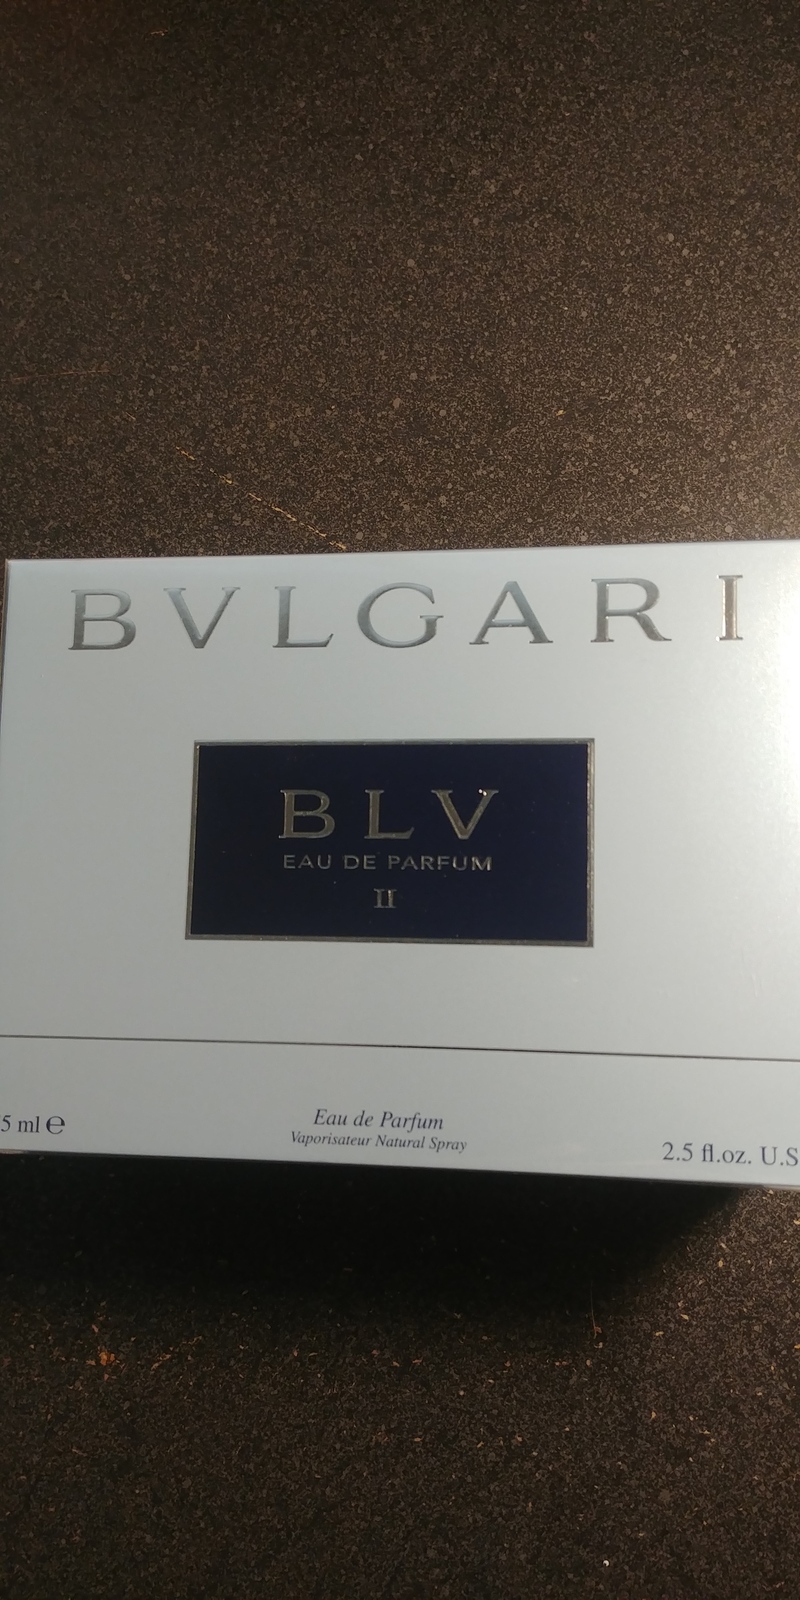 BVLGARI
BLV
EAU DE PARFUM
II
5 ml e
Eau de Parfum
Vaporisateur Natural Spray
2.5 fl.oz. U.S